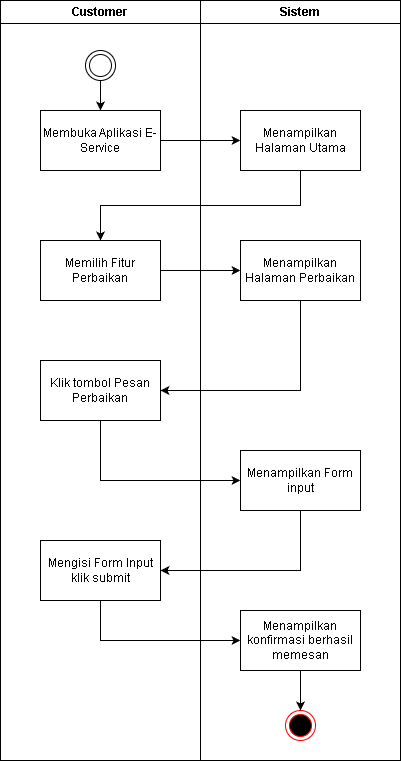 Customer
Sistem
Membuka Aplikasi E-
Service
Menampilkan
Halaman Utama
Memilih Fitur
Perbaikan
Menampilkan
Halaman Perbaikan
Klik tombol Pesan
Perbaikan
Menampilkan Form
input
Mengisi Form Input
klik submit
Menampilkan
konfirmasi berhasil
memesan